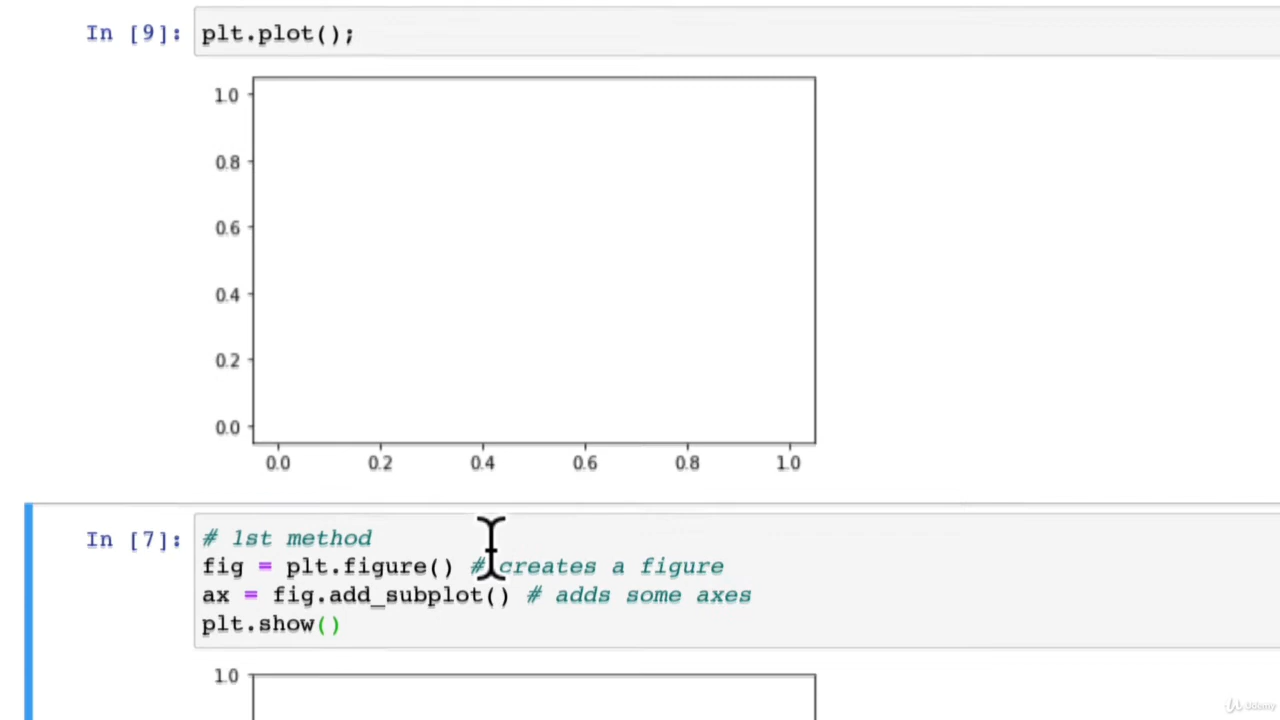 In [9]: plt.plot();
1.0
0.8
0.6
0.4
0.2
0.0
0.0 0.2 0.4 0.6 0.8 1.0
In [7]: # 1st method
fig = plt.figure() # creates a figure
ax = fig.add_subplot() # adds some axes
plt.show()
1.0
Udemy